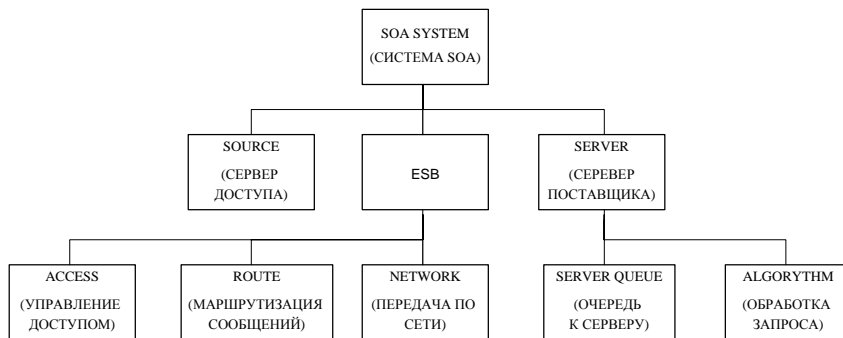 SOA SYSTEM
(СИСТЕМА SOA)
SOURCE
(СЕРВЕР
ДОСТУПА)
ESB
SERVER
(СЕРЕВЕР
ПОСТАВЩИКА)
ACCESS
(УПРАВЛЕНИЕ
ДОСТУПОМ)
ROUTE
(МАРШРУТИЗАЦИЯ
СООБЩЕНИЙ)
NETWORK
(ПЕРЕДАЧА ПО
СЕТИ)
SERVER QUEUE
(ОЧЕРЕДЬ
К СЕРВЕРУ)
ALGORYTHM
(ОБРАБОТКА
ЗАПРОСА)